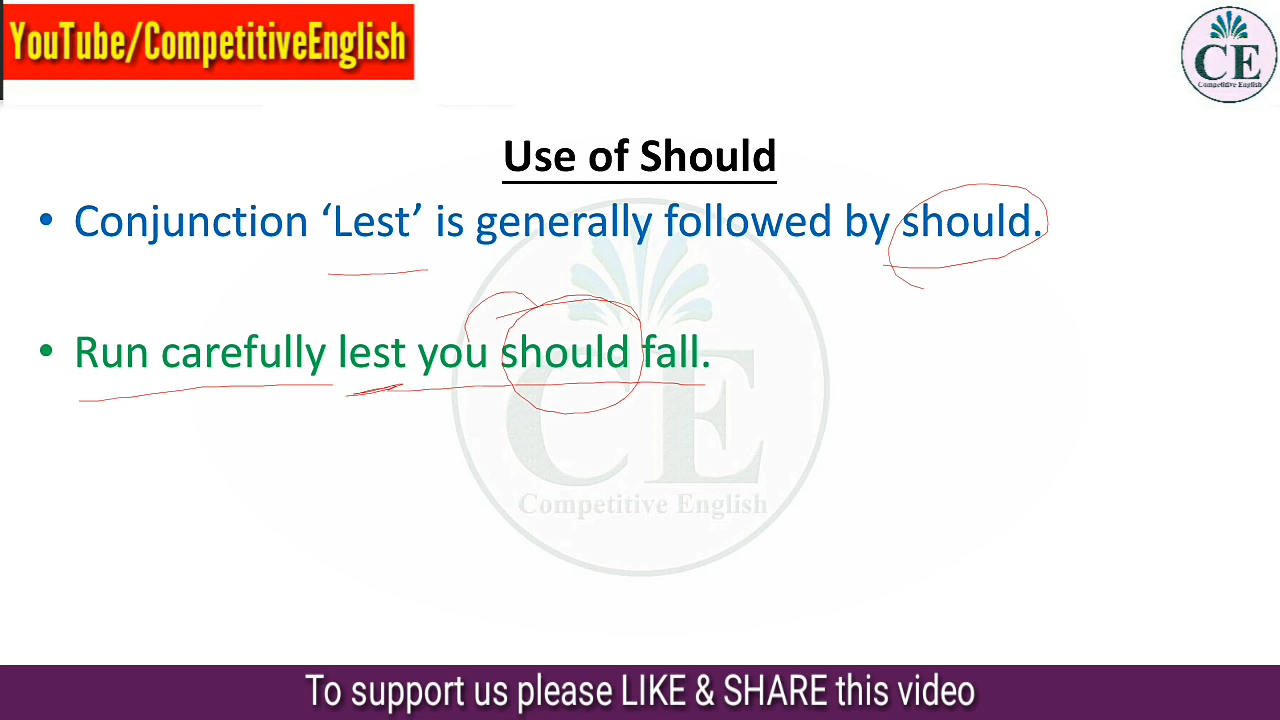 YouTube/CompetitiveEnglish
CE
Competitive English
Use of Should
• Conjunction ‘Lest’ is generally followed by should.
• Run carefully lest you should fall.
CE
Competitive English
To support us please LIKE & SHARE this video